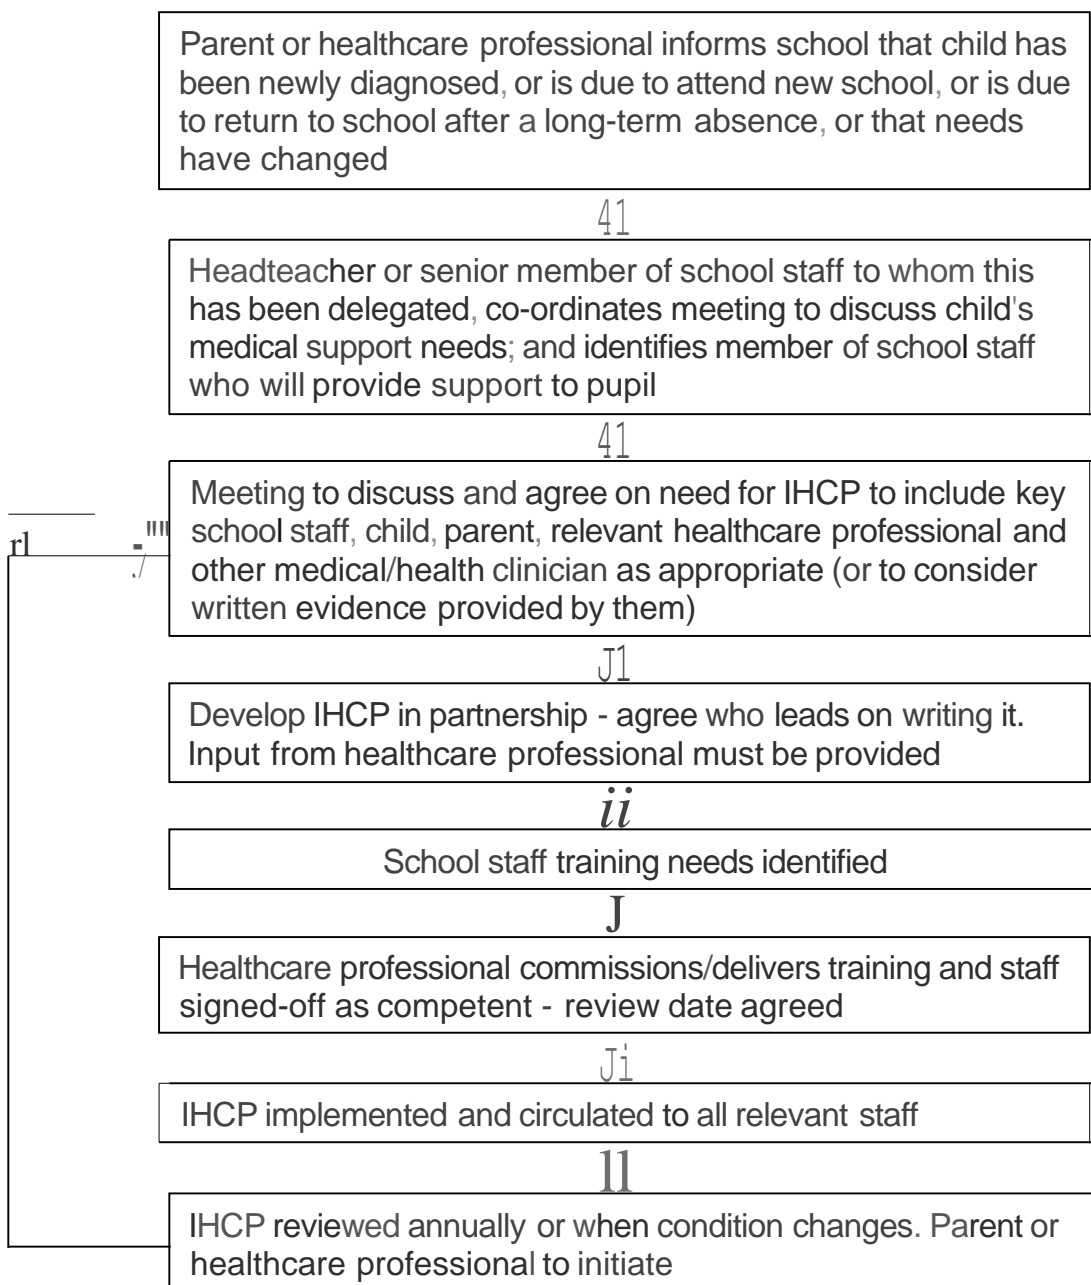 Parent or healthcare professional informs school that child has
been newly diagnosed, or is due to attend new school, or is due
to return to school after a long-term absence, or that needs
have changed
41
Headteacher or senior member of school staff to whom this
has been delegated, co-ordinates meeting to discuss child's
medical support needs; and identifies member of school staff
who will provide support to pupil
41
Meeting to discuss and agree on need for IHCP to include key
school staff, child, parent, relevant healthcare professional and
other medical/health clinician as appropriate (or to consider
written evidence provided by them)
rl
-""
./
J1
Develop IHCP in partnership - agree who leads on writing it.
Input from healthcare professional must be provided
ii
School staff training needs identified
J
Healthcare professional commissions/delivers training and staff
signed-off as competent - review date agreed
Ji
IHCP implemented and circulated to all relevant staff
ll
IHCP reviewed annually or when condition changes. Parent or
healthcare professional to initiate